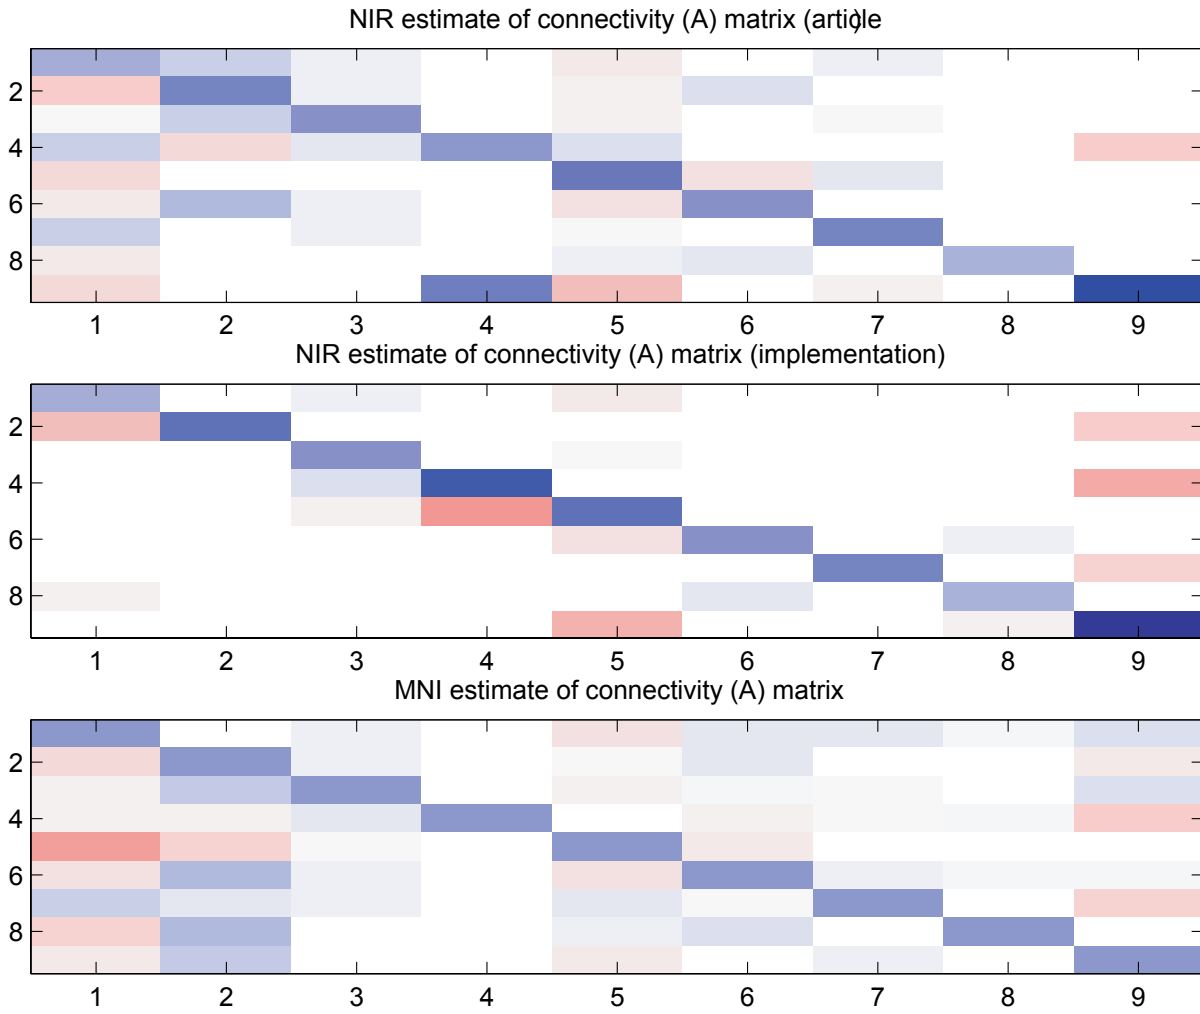 NIR estimate of connectivity (A) matrix (article)
2
4
6
8
1 2 3 4 5 6 7 8 9
NIR estimate of connectivity (A) matrix (implementation)
2
4
6
8
1 2 3 4 5 6 7 8 9
MNI estimate of connectivity (A) matrix
2
4
6
8
1 2 3 4 5 6 7 8 9